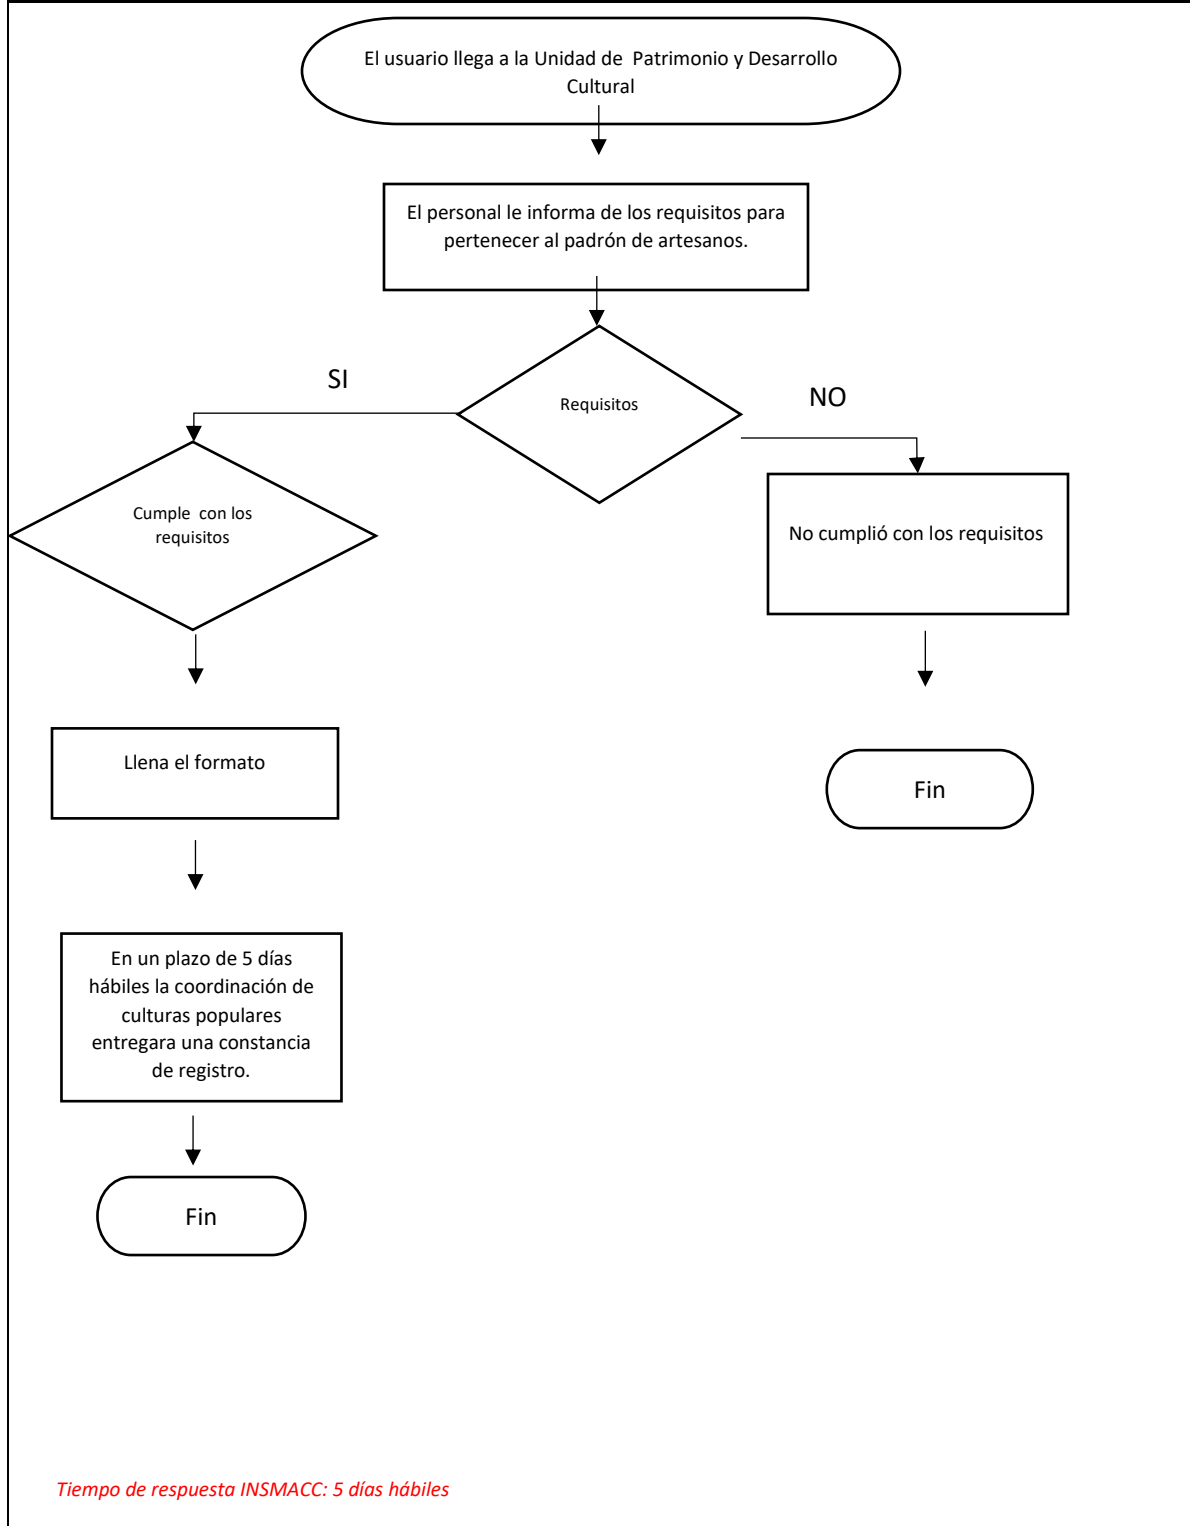 El usuario llega a la Unidad de  Patrimonio y Desarrollo
Cultural
El personal le informa de los requisitos para
pertenecer al padrón de artesanos.
SI
Requisitos
NO
Cumple  con los
requisitos
No cumplió con los requisitos
Llena el formato
Fin
En un plazo de 5 días
hábiles la coordinación de
culturas populares
entregara una constancia
de registro.
Fin
Tiempo de respuesta INSMACC: 5 días hábiles